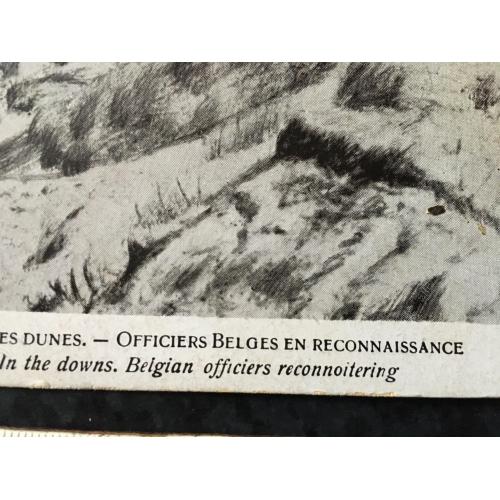 ES DUNES. — OFFICIERS BELGES EN RECONNAISSANCE
In the downs. Belgian officiers reconnoitering